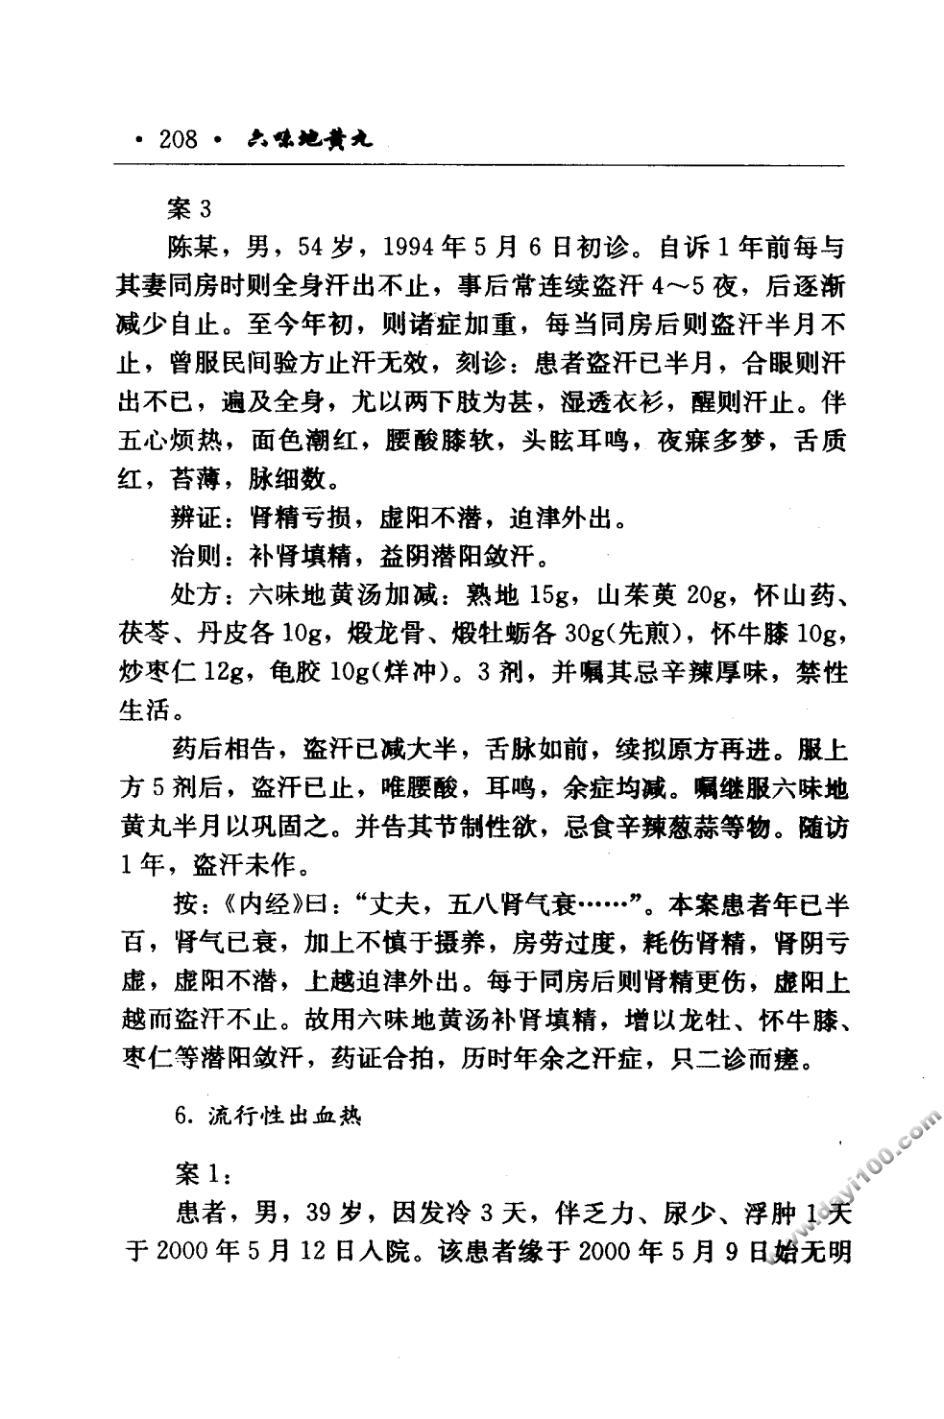 · 208 · 六味地黄丸
案 3
陈某，男，54 岁，1994 年 5 月 6 日初诊。自诉 1 年前每与
其妻同房时则全身汗出不止，事后常连续盗汗 4～5 夜，后逐渐
减少自止。至今年初，则诸症加重，每当同房后则盗汗半月不
止，曾服民间验方止汗无效，刻诊：患者盗汗已半月，合眼则汗
出不已，遍及全身，尤以两下肢为甚，湿透衣衫，醒则汗止。伴
五心烦热，面色潮红，腰酸膝软，头眩耳鸣，夜寐多梦，舌质
红，苔薄，脉细数。
辨证：肾精亏损，虚阳不潜，迫津外出。
治则：补肾填精，益阴潜阳敛汗。
处方：六味地黄汤加减：熟地 15g，山茱萸 20g，怀山药、
茯苓、丹皮各 10g，煅龙骨、煅牡蛎各 30g(先煎)，怀牛膝 10g，
炒枣仁 12g，龟胶 10g(烊冲)。3 剂，并嘱其忌辛辣厚味，禁性
生活。
药后相告，盗汗已减大半，舌脉如前，续拟原方再进。服上
方 5 剂后，盗汗已止，唯腰酸，耳鸣，余症均减。嘱继服六味地
黄丸半月以巩固之。并告其节制性欲，忌食辛辣葱蒜等物。随访
1 年，盗汗未作。
按：《内经》曰：“丈夫，五八肾气衰……”。本案患者年已半
百，肾气已衰，加上不慎于摄养，房劳过度，耗伤肾精，肾阴亏
虚，虚阳不潜，上越迫津外出。每于同房后则肾精更伤，虚阳上
越而盗汗不止。故用六味地黄汤补肾填精，增以龙牡、怀牛膝、
枣仁等潜阳敛汗，药证合拍，历时年余之汗症，只二诊而瘥。
6. 流行性出血热
案 1：
患者，男，39 岁，因发冷 3 天，伴乏力、尿少、浮肿 1 天
于 2000 年 5 月 12 日入院。该患者缘于 2000 年 5 月 9 日始无明
www.dayi100.com